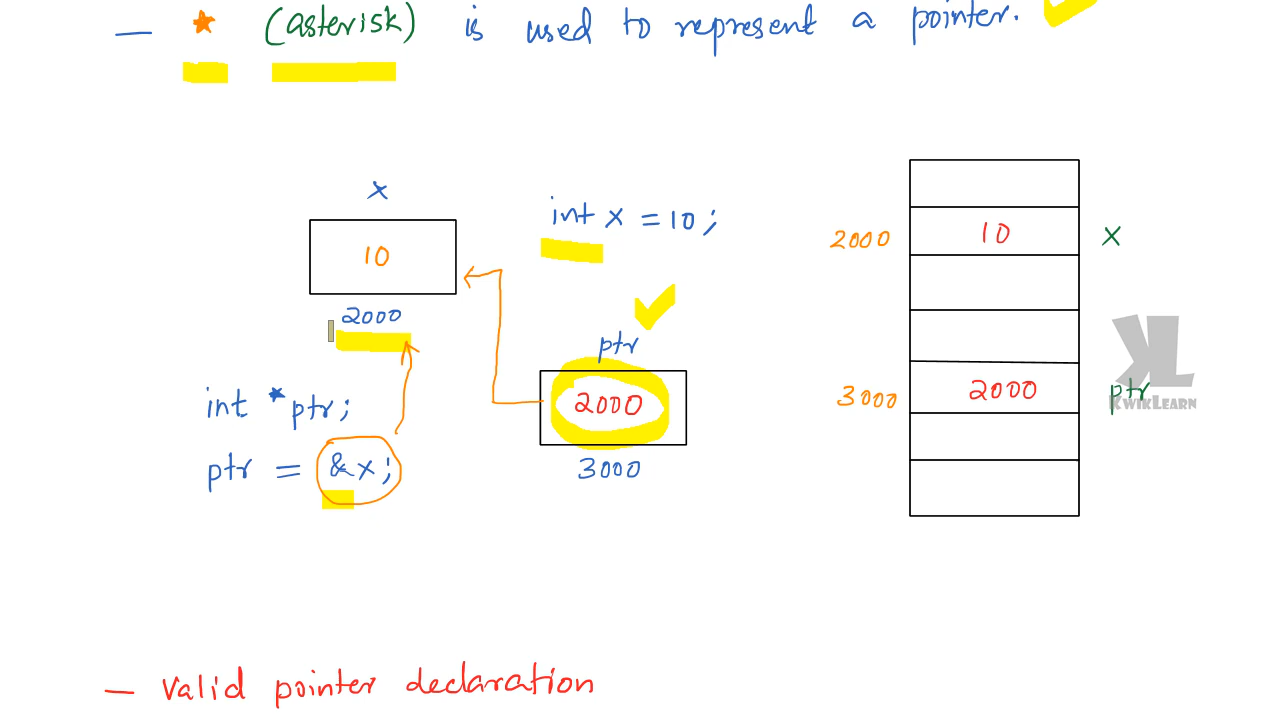 — * (asterisk) is used to represent a pointer.
x
10
2000
int x = 10;
int *ptr;
ptr = &x;
ptr
2000
3000
2000 10 x
3000 2000 ptr
KWIKLEARN
— valid pointer declaration